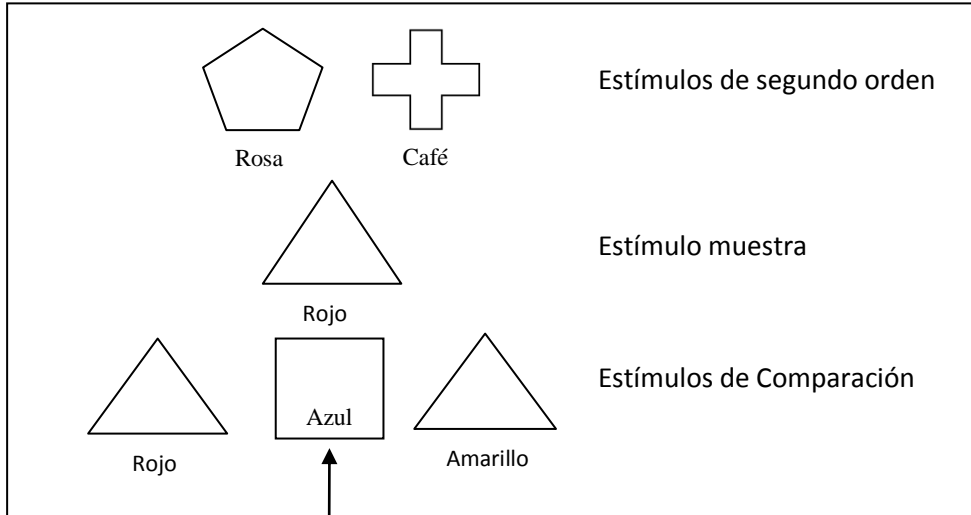 Estímulos de segundo orden
Rosa
Café
Estímulo muestra
Rojo
Estímulos de Comparación
Azul
Rojo
Amarillo